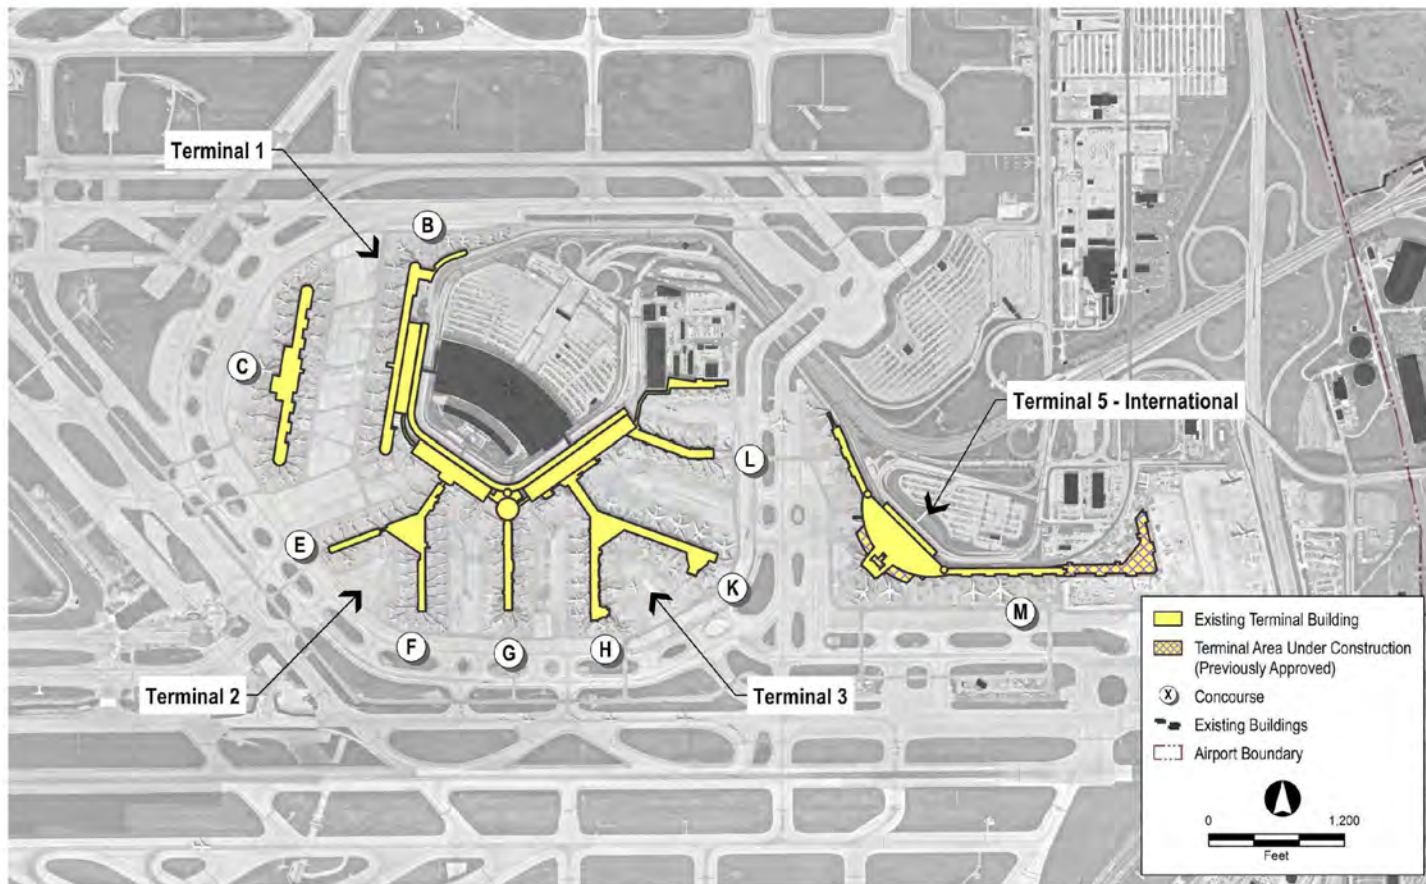 Terminal 1
B
C
Terminal 5 - International
L
E
K
M
F
G
H
Terminal 2
Terminal 3
Existing Terminal Building
Terminal Area Under Construction
(Previously Approved)
X
Concourse
Existing Buildings
Airport Boundary
0
1,200
Feet